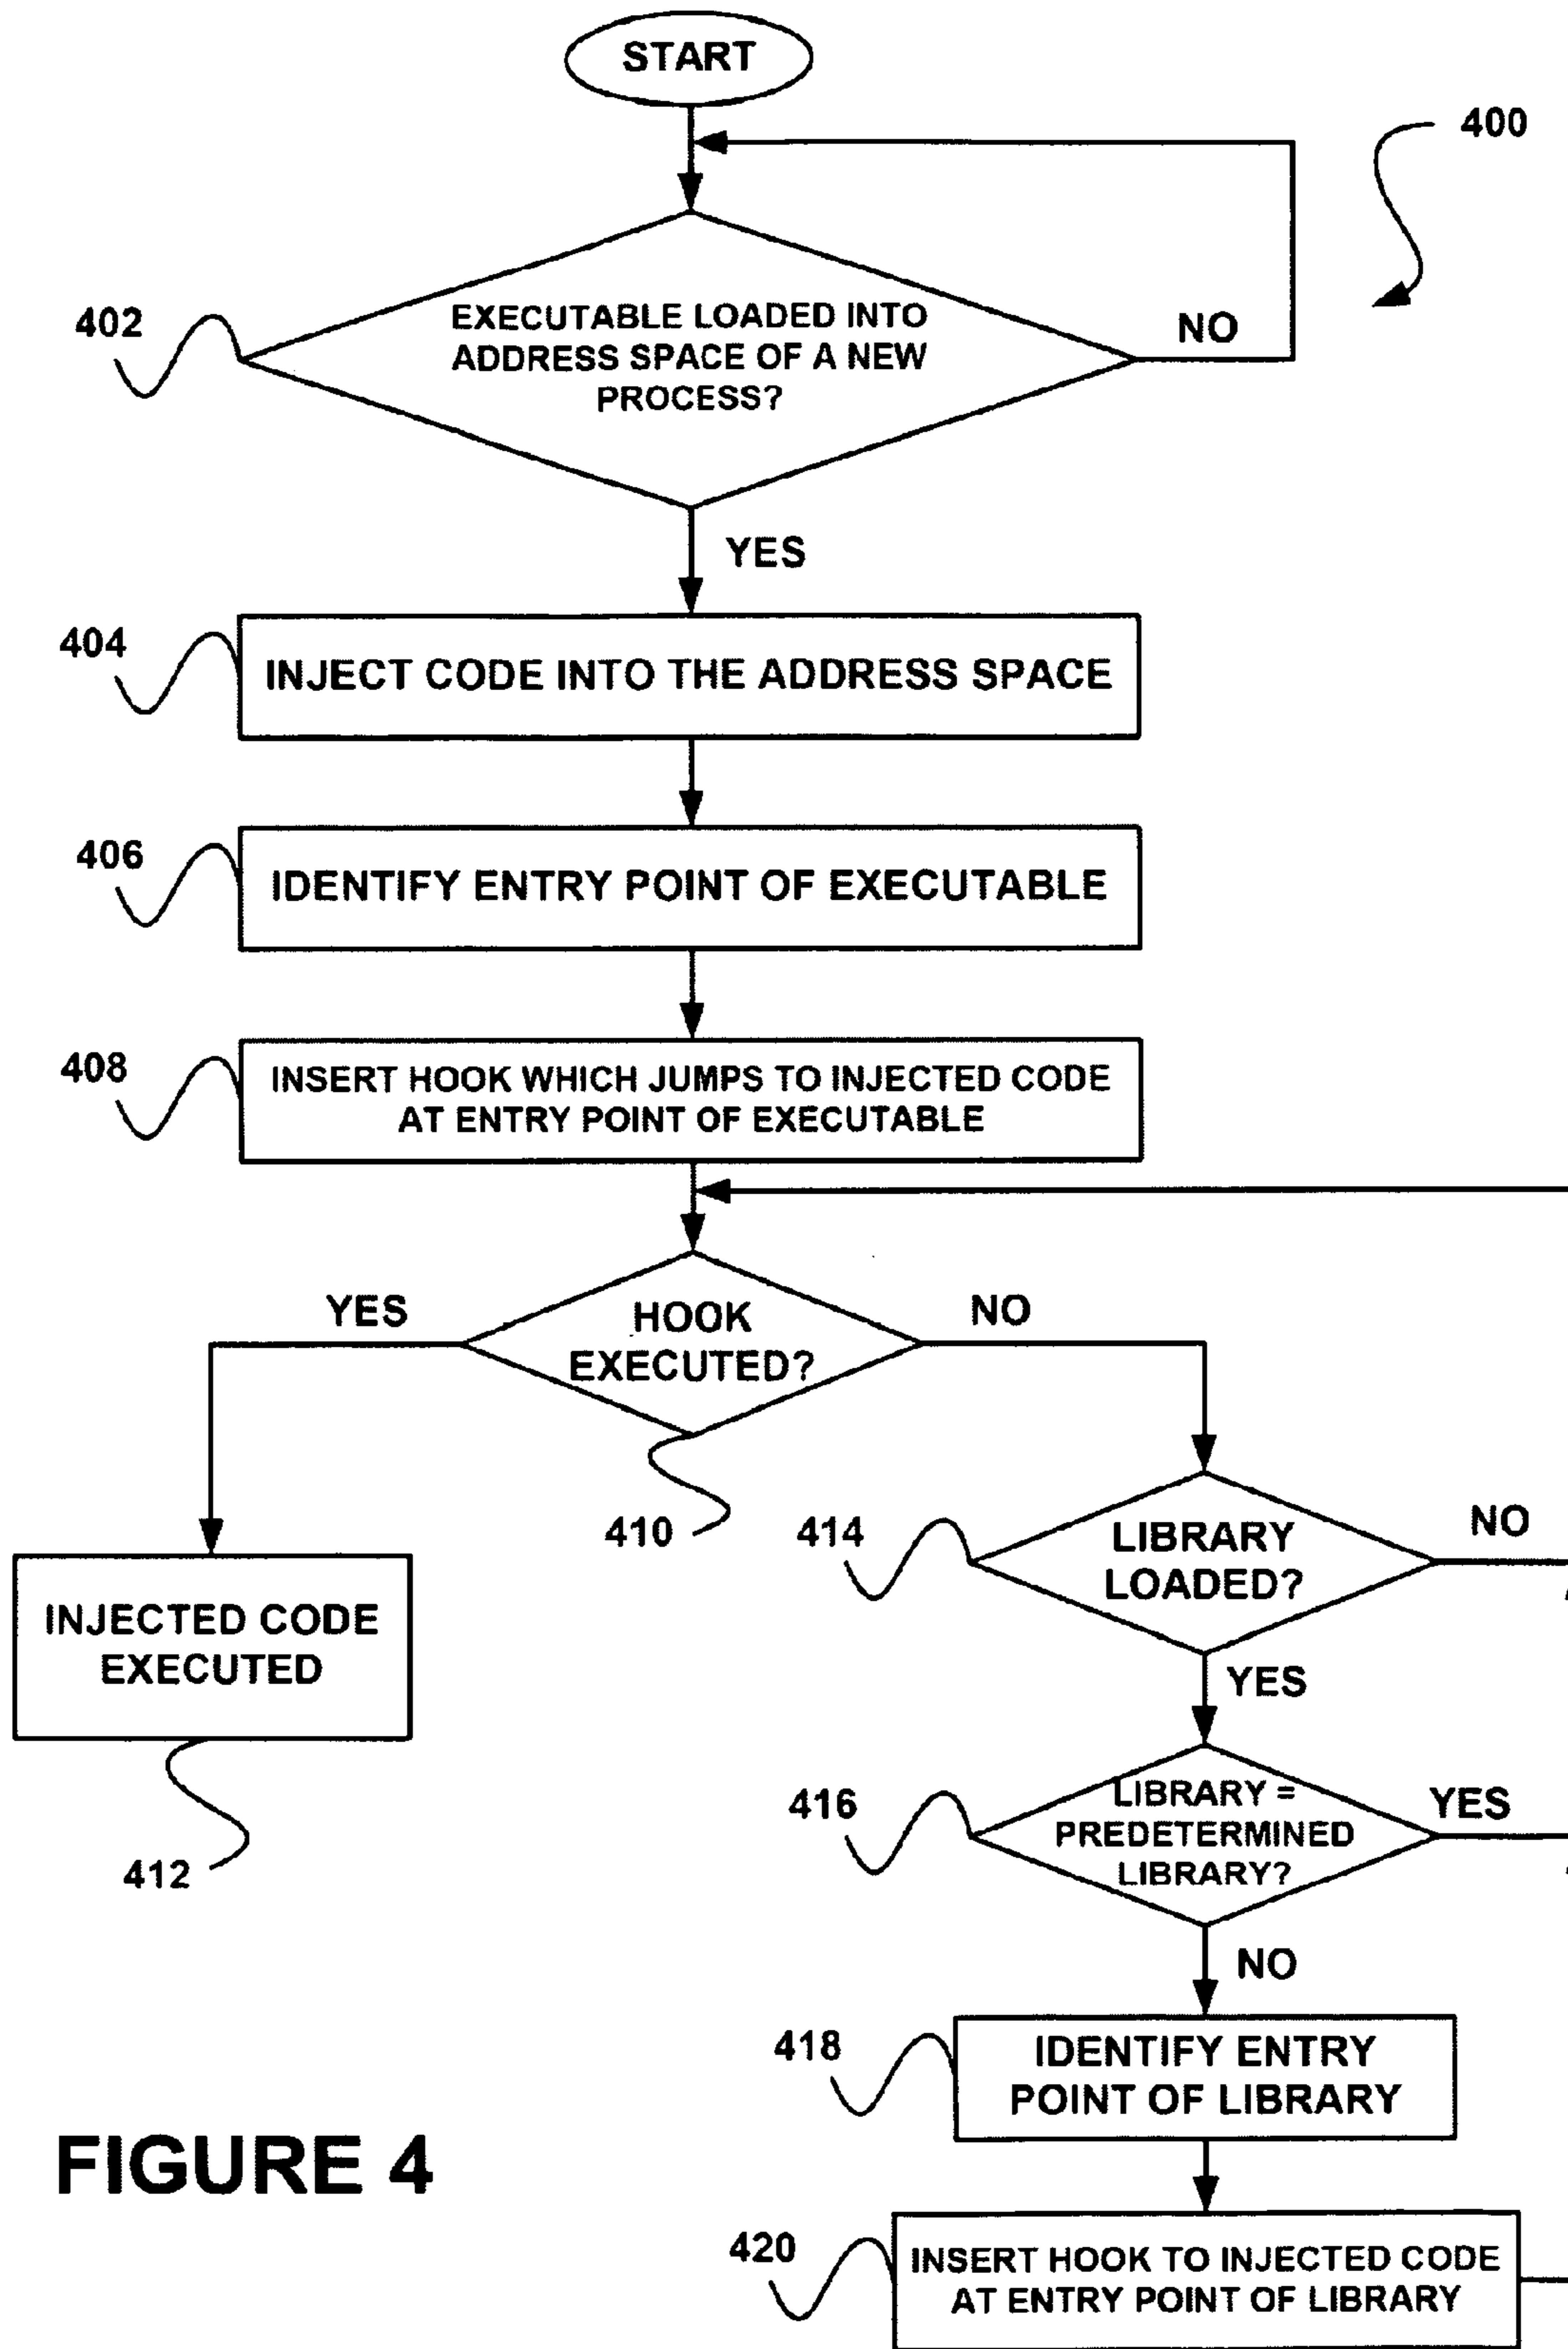 START
400
402
EXECUTABLE LOADED INTO
ADDRESS SPACE OF A NEW
PROCESS?
NO
YES
404
INJECT CODE INTO THE ADDRESS SPACE
406
IDENTIFY ENTRY POINT OF EXECUTABLE
408
INSERT HOOK WHICH JUMPS TO INJECTED CODE
AT ENTRY POINT OF EXECUTABLE
YES
HOOK
EXECUTED?
NO
410
414
LIBRARY
LOADED?
NO
INJECTED CODE
EXECUTED
412
YES
416
LIBRARY =
PREDETERMINED
LIBRARY?
YES
NO
418
IDENTIFY ENTRY
POINT OF LIBRARY
FIGURE 4
420
INSERT HOOK TO INJECTED CODE
AT ENTRY POINT OF LIBRARY